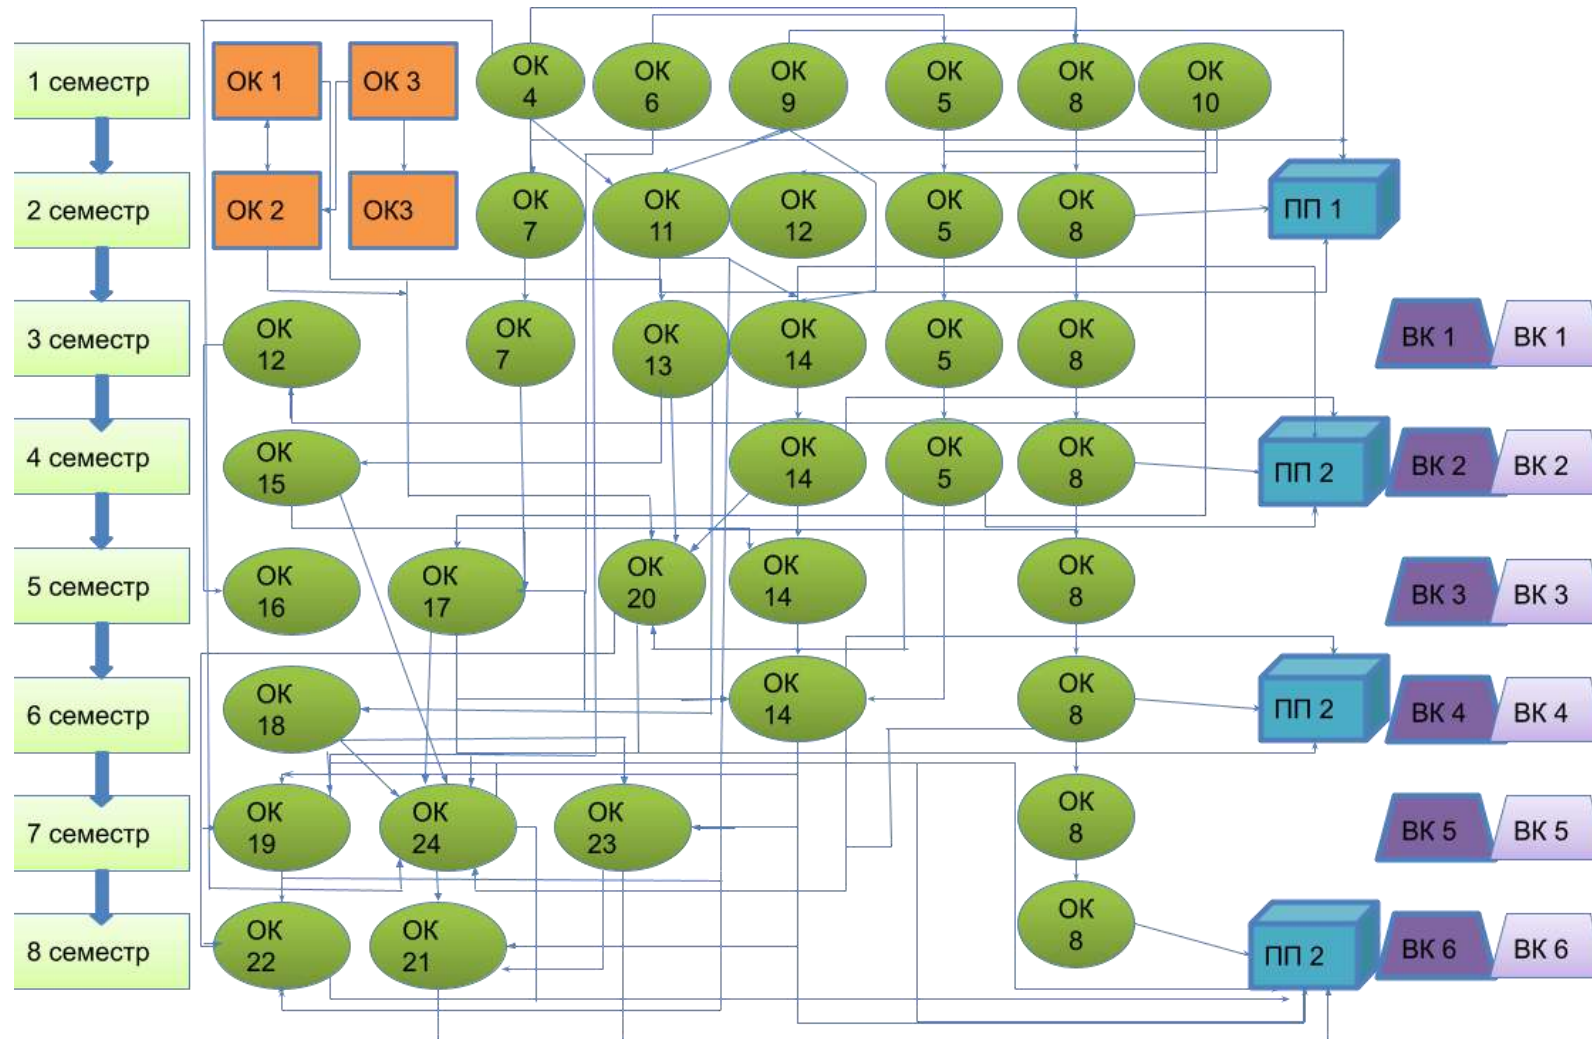 1 семестр
ОК 1
ОК 3
ОК
4
ОК
6
ОК
9
ОК
5
ОК
8
ОК
10
2 семестр
ОК 2
ОК3
ОК
7
ОК
11
ОК
12
ОК
5
ОК
8
ПП 1
3 семестр
ОК
12
ОК
7
ОК
13
ОК
14
ОК
5
ОК
8
ВК 1
ВК 1
4 семестр
ОК
15
ОК
14
ОК
5
ОК
8
ПП 2
ВК 2
ВК 2
5 семестр
ОК
16
ОК
17
ОК
20
ОК
14
ОК
8
ВК 3
ВК 3
6 семестр
ОК
18
ОК
14
ОК
8
ПП 2
ВК 4
ВК 4
7 семестр
ОК
19
ОК
24
ОК
23
ОК
8
ВК 5
ВК 5
8 семестр
ОК
22
ОК
21
ОК
8
ПП 2
ВК 6
ВК 6